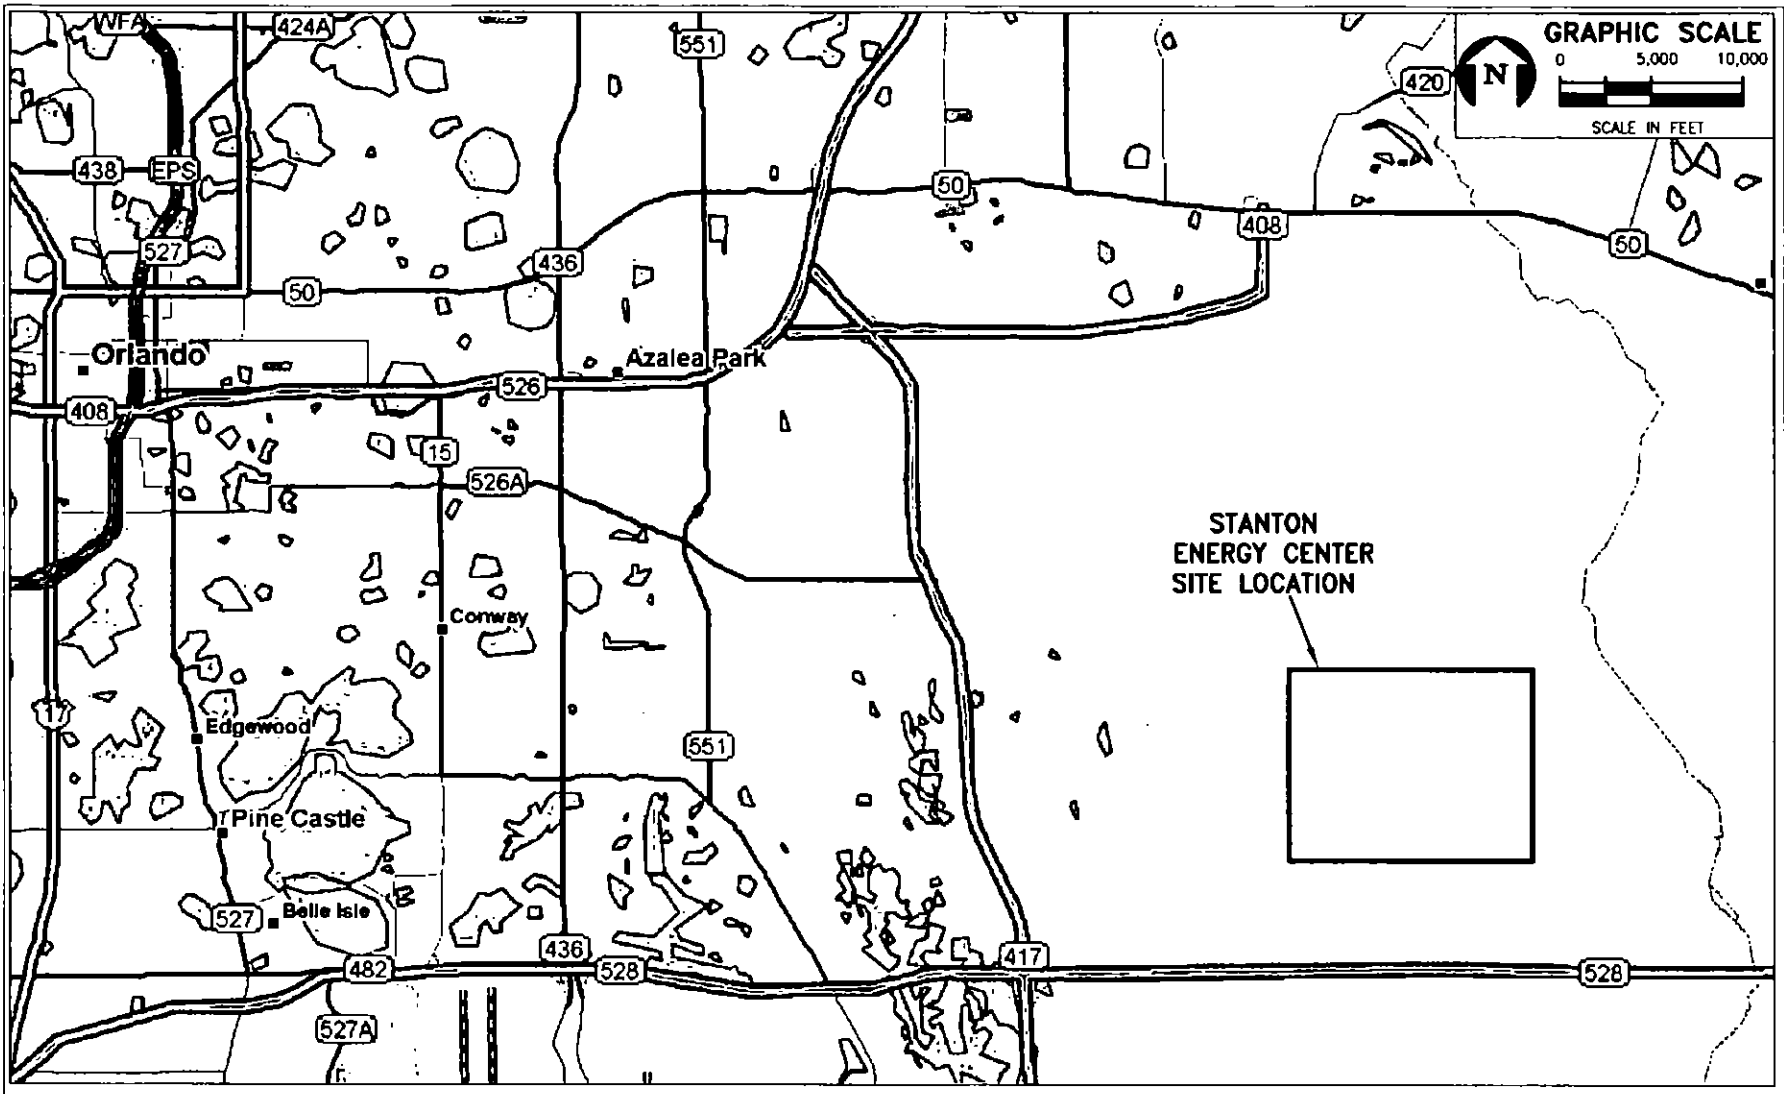 WFA
424A
551
GRAPHIC SCALE
0 5,000 10,000
SCALE IN FEET
N
420
438
EPS
50
408
527
436
50
50
Orlando
Azalea Park
526
408
15
526A
STANTON
ENERGY CENTER
SITE LOCATION
Conway
17
Edgewood
551
Pine Castle
527
Belle Isle
436
417
482
528
528
527A